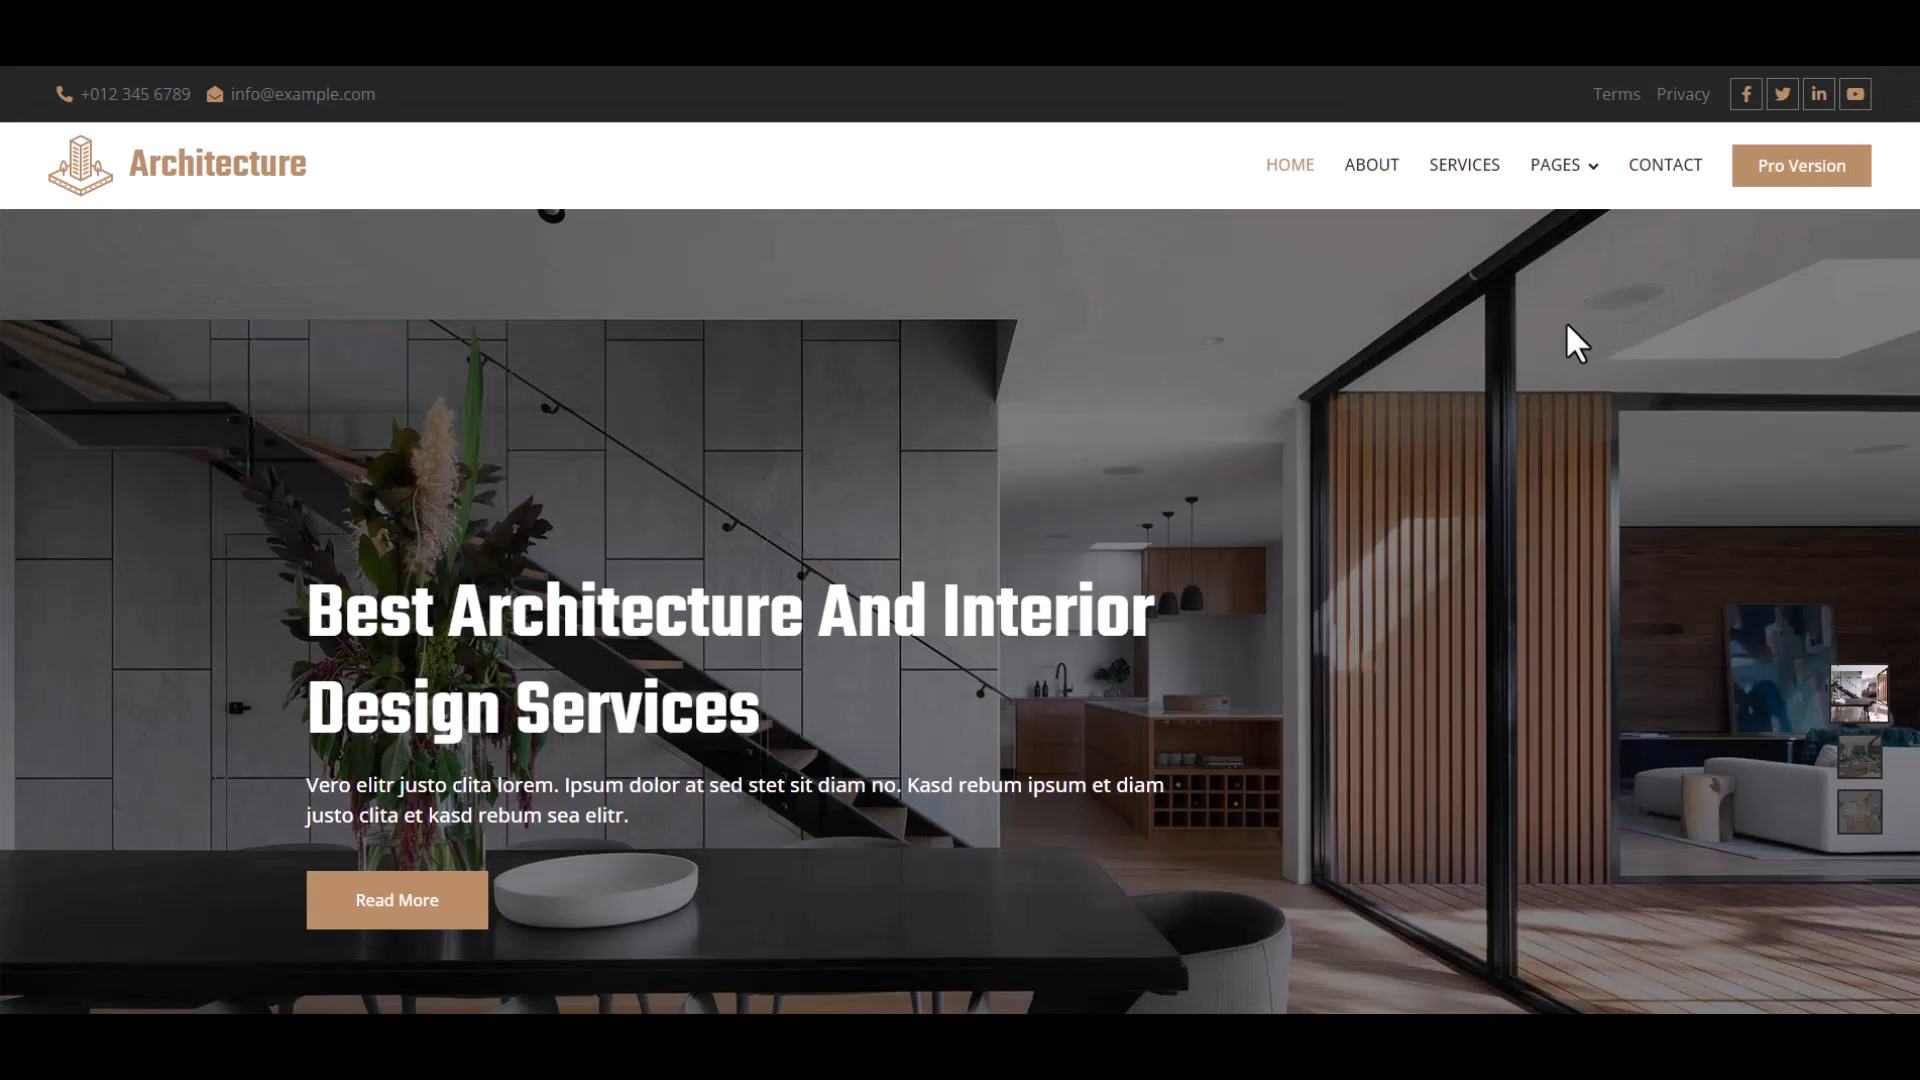 +012 345 6789 info@example.com Terms Privacy
Architecture HOME ABOUT SERVICES PAGES CONTACT Pro Version
Best Architecture And Interior
Design Services
Vero elitr justo clita lorem. Ipsum dolor at sed stet sit diam no. Kasd rebum ipsum et diam
justo clita et kasd rebum sea elitr.
Read More